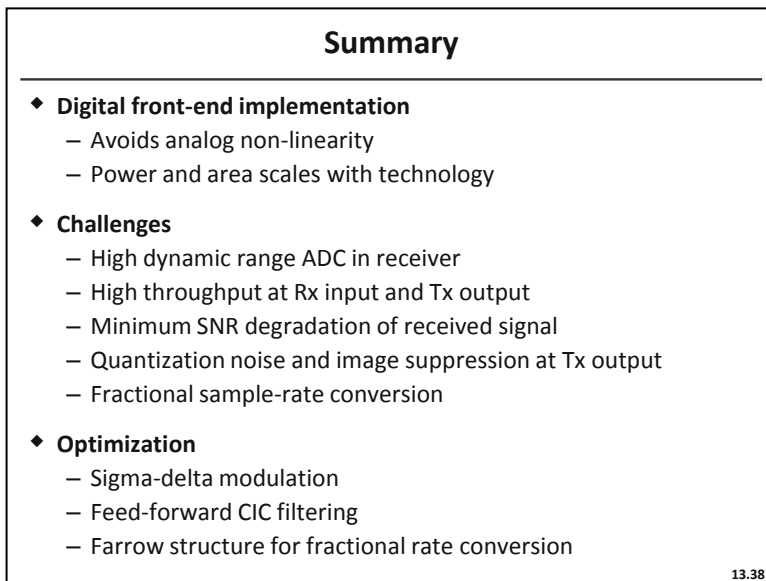 Summary
◆ Digital front-end implementation
– Avoids analog non-linearity
– Power and area scales with technology
◆ Challenges
– High dynamic range ADC in receiver
– High throughput at Rx input and Tx output
– Minimum SNR degradation of received signal
– Quantization noise and image suppression at Tx output
– Fractional sample-rate conversion
◆ Optimization
– Sigma-delta modulation
– Feed-forward CIC filtering
– Farrow structure for fractional rate conversion
13.38